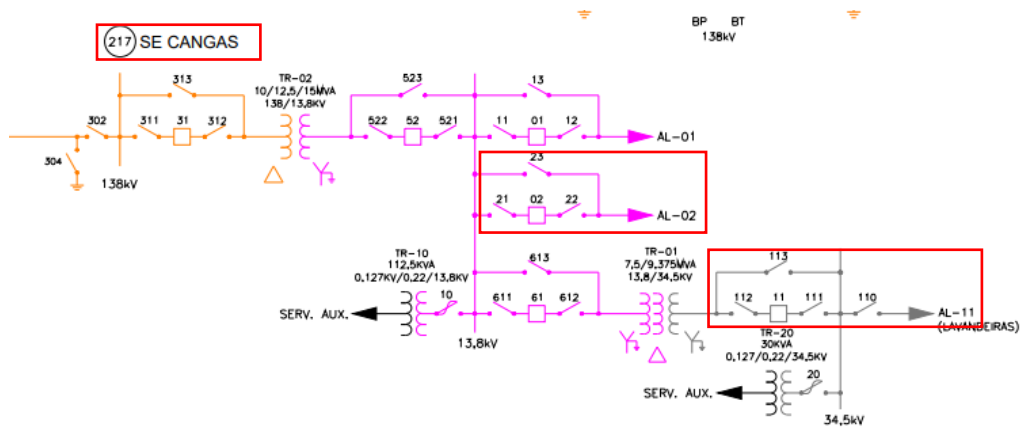 BP BT
138kV
217 SE CANGAS
313
302
311
31
312
304
138kV
TR-02
10/12.5/15MVA
138/13.8KV
523
522
52
521
13
11
01
12
AL-01
23
21
02
22
AL-02
TR-10
112.5KVA
0.127KV/0.22/13.8KV
10
SERV. AUX.
613
611
61
612
13.8kV
TR-01
7.5/9.375MVA
13.8/34.5KV
113
112
11
111
110
AL-11
(LAVANDEIRAS)
TR-20
30KVA
0.127/0.22/34.5KV
20
SERV. AUX.
34.5kV